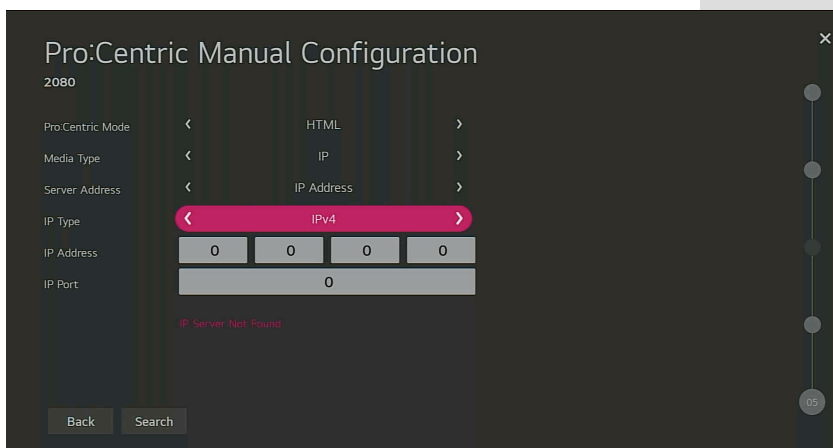 Pro:Centric Manual Configuration
2080
Pro:Centric Mode HTML
Media Type IP
Server Address IP Address
IP Type IPv4
IP Address 0 0 0 0
IP Port 0
IP Server Not Found
Back Search
05